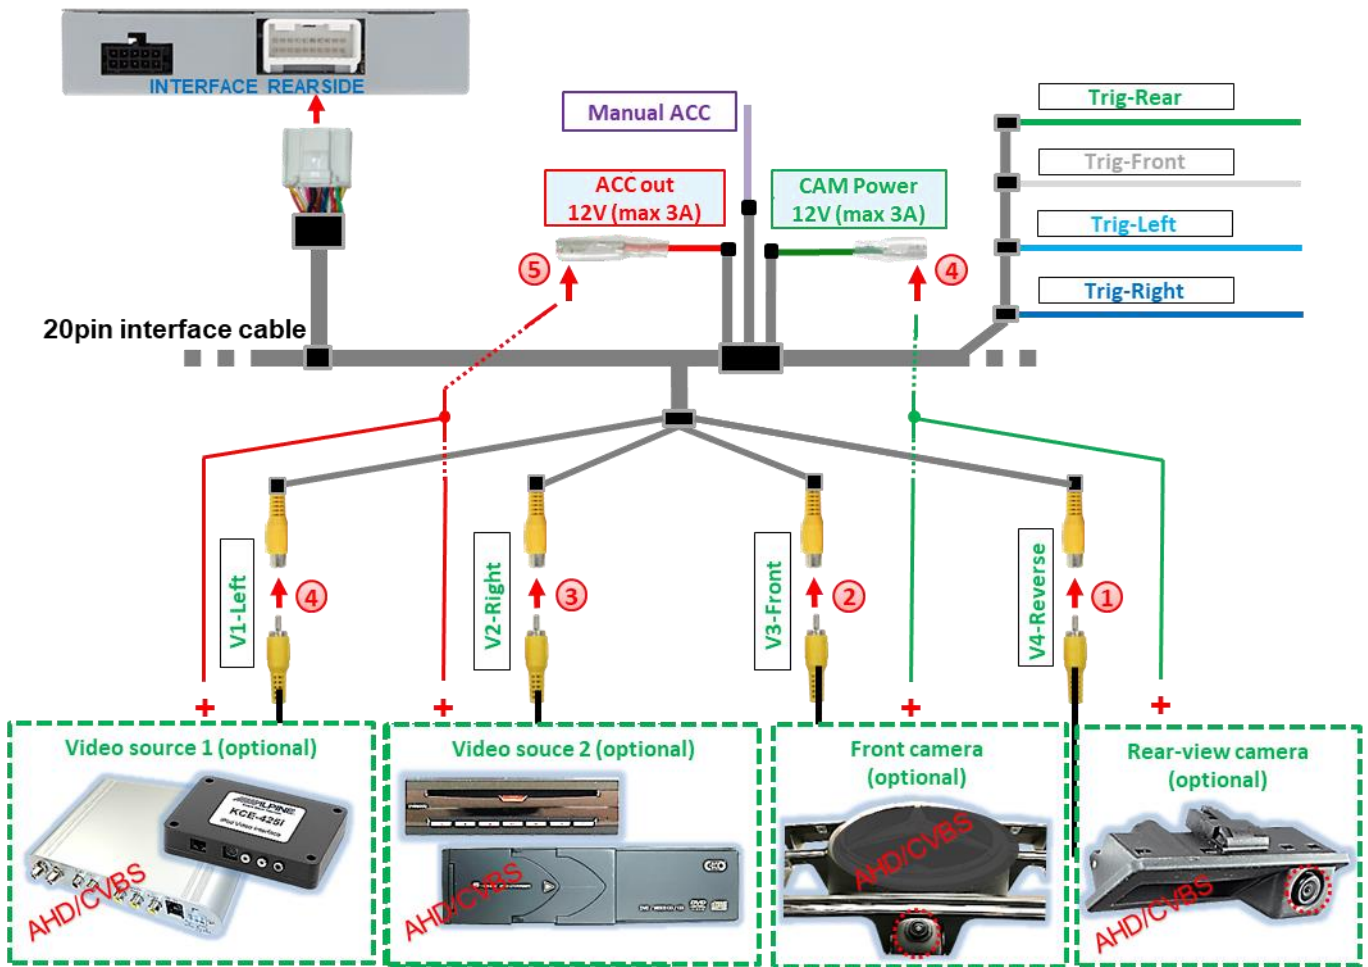 INTERFACE REARSIDE
Manual ACC
Trig-Rear
Trig-Front
Trig-Left
Trig-Right
ACC out
12V (max 3A)
CAM Power
12V (max 3A)
5
4
20pin interface cable
V1-Left
4
V2-Right
3
V3-Front
2
V4-Reverse
1
+
+
+
+
Video source 1 (optional)
ALPINE
KCE-425I
iPod Video Interface
AHD/CVBS
Video souce 2 (optional)
AHD/CVBS
Front camera
(optional)
AHD/CVBS
Rear-view camera
(optional)
AHD/CVBS